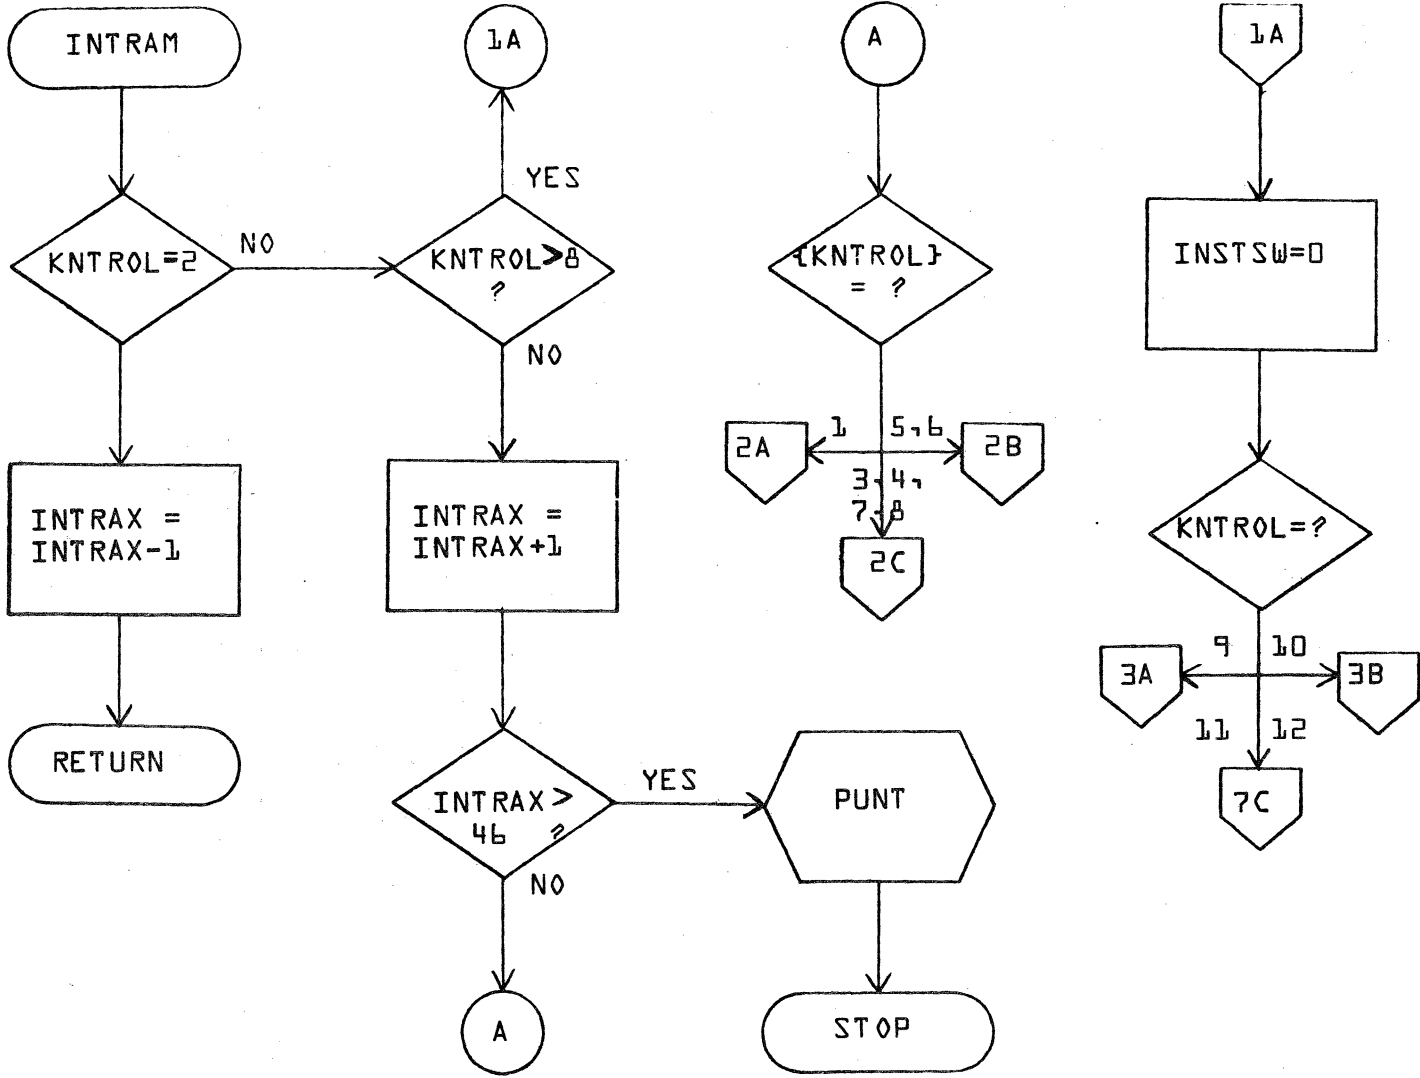 INTRAM
KNTROL=2
NO
INTRAX =
INTRAX-1
RETURN
1A
YES
KNTROL>8
?
NO
INTRAX =
INTRAX+1
INTRAX >
46 ?
YES
NO
A
PUNT
STOP
A
{KNTROL}
= ?
1
5,6
2A
2B
3,4,
7,8
2C
1A
INSTSW=0
KNTROL=?
9
10
3A
3B
11
12
7C